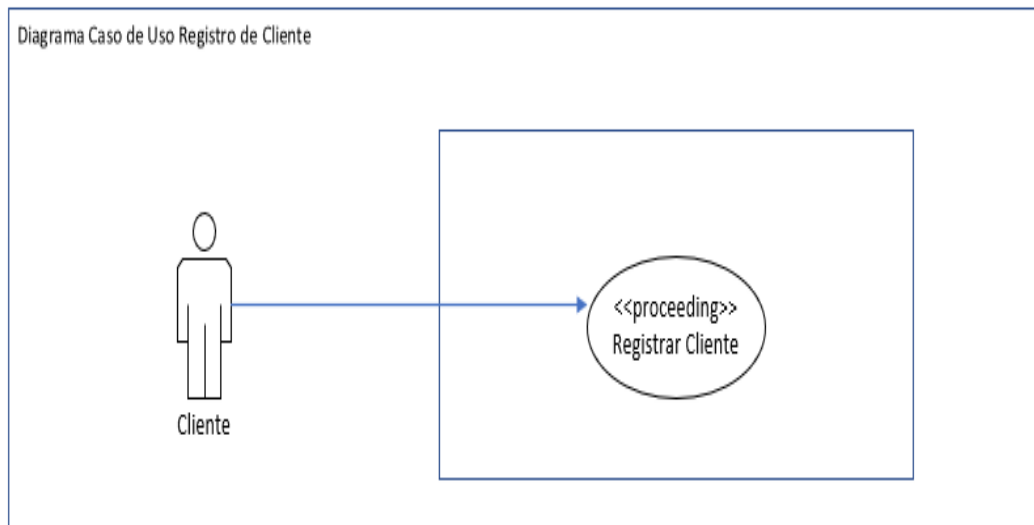 Diagrama Caso de Uso Registro de Cliente
<<proceeding>>
Registrar Cliente
Cliente